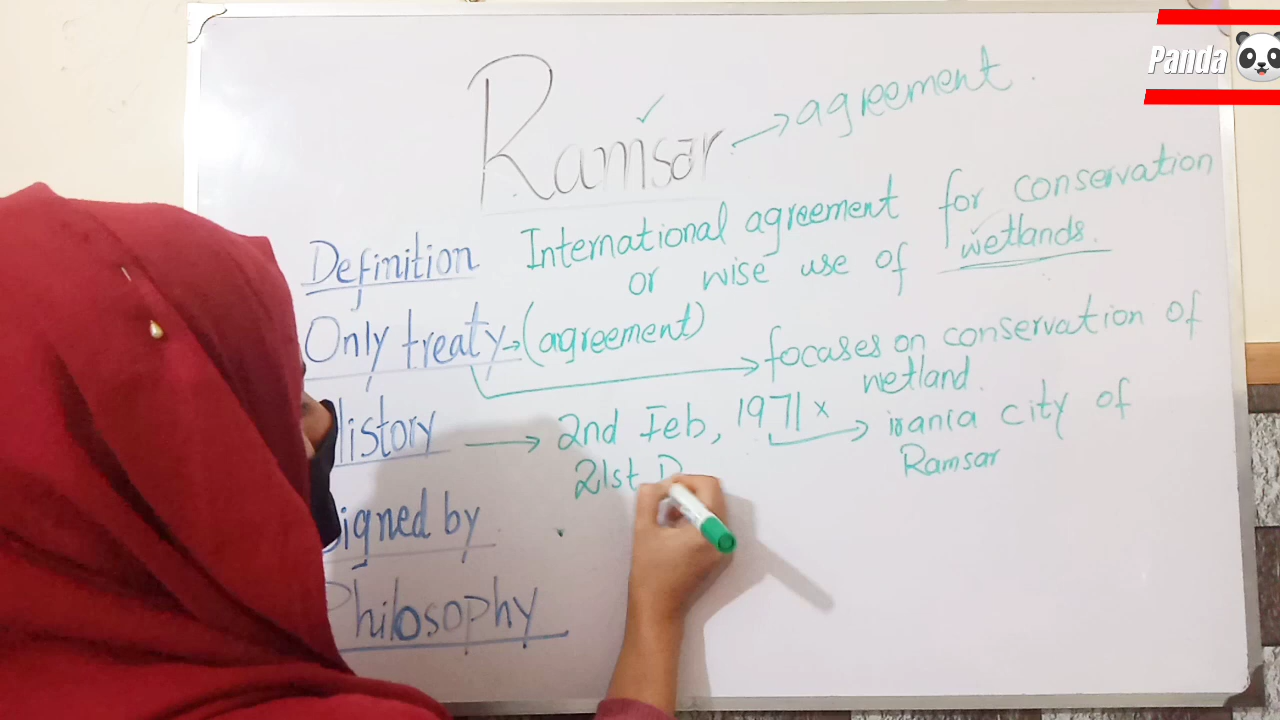 Panda
Ramsar → agreement.
Definition International agreement for conservation
or wise use of wetlands.
Only treaty → (agreement)
→ focases on conservation of
wetland.
History → 2nd Feb, 1971 x → irania city of
Ramsar
21st D
Signed by
Philosophy